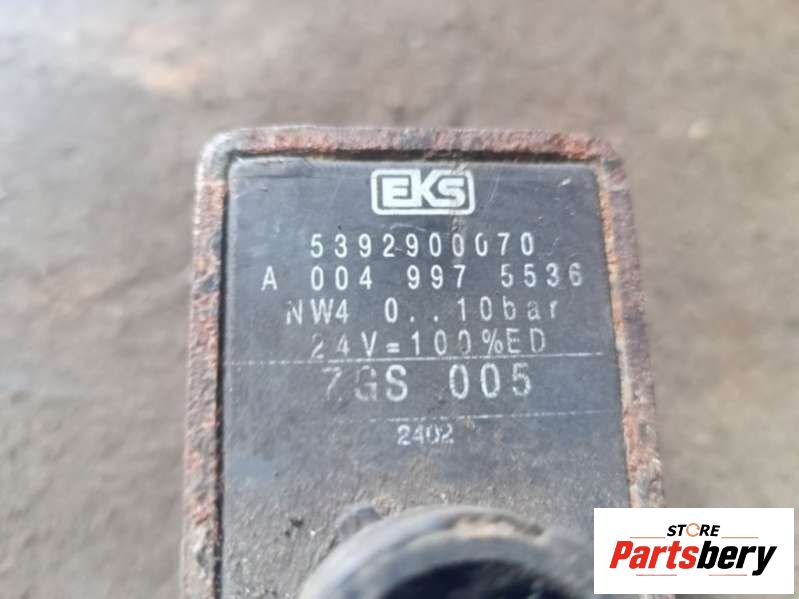 EKS
5392900070
A 004 997 5536
NW4 0..10bar
24V=100%ED
7GS 005
2402
STORE
Partsbery